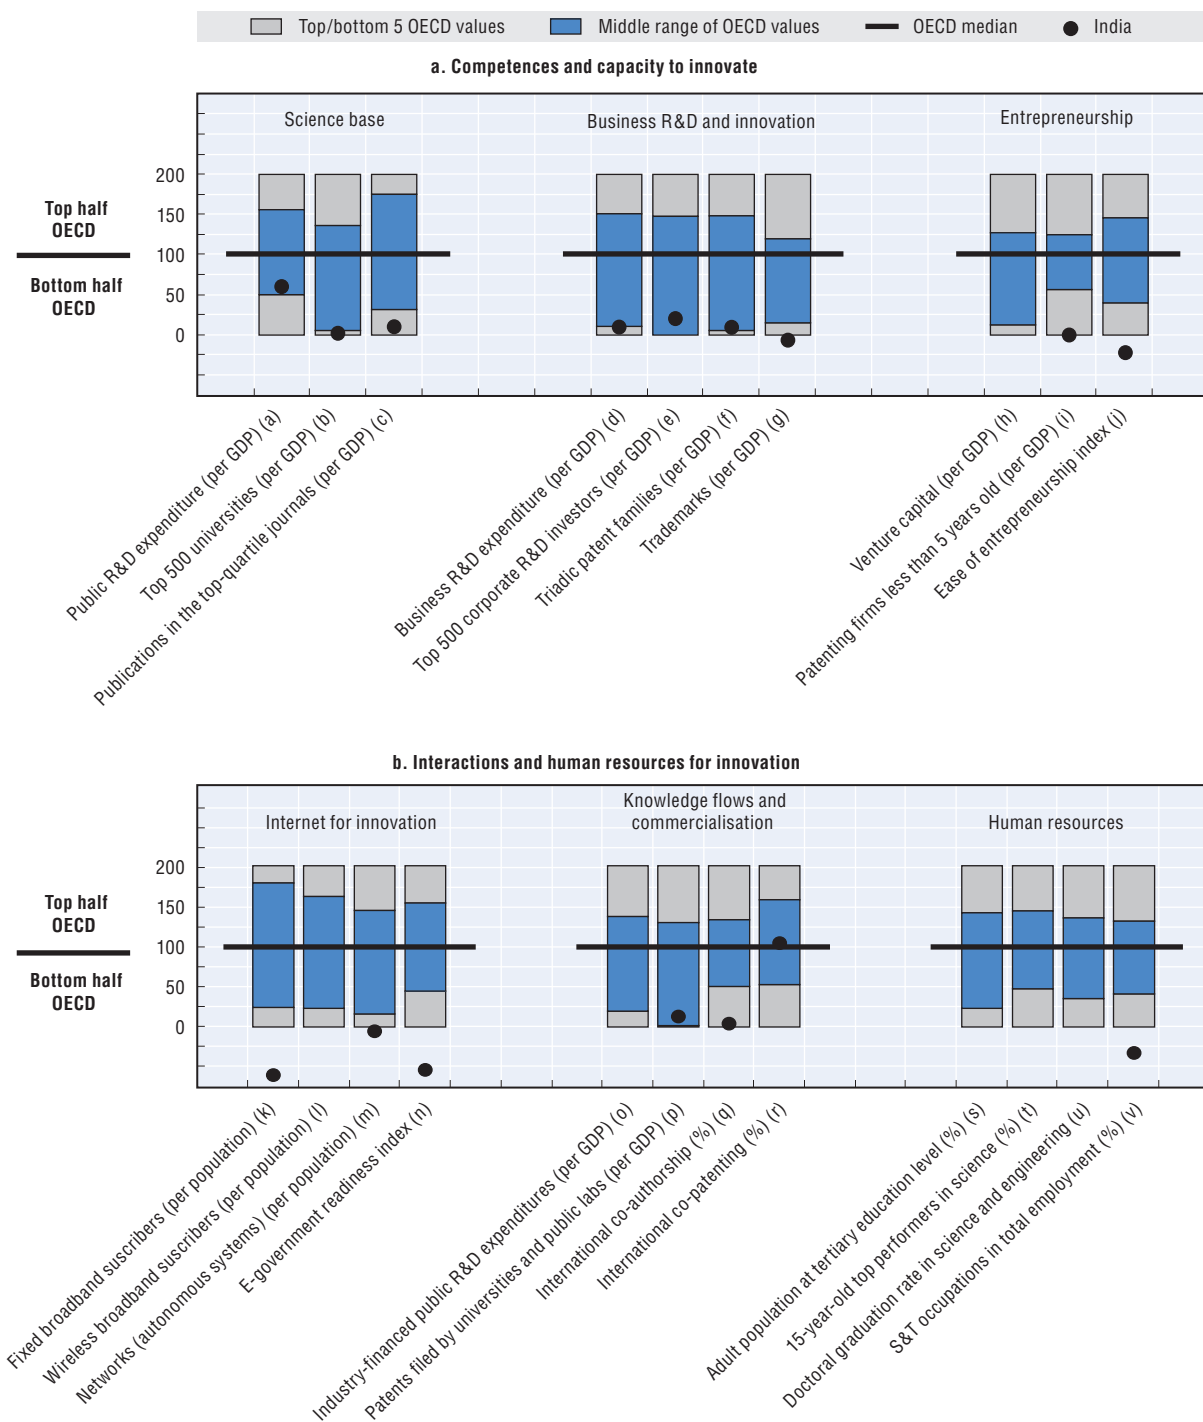 Top/bottom 5 OECD values Middle range of OECD values OECD median India
a. Competences and capacity to innovate
Science base Business R&D and innovation Entrepreneurship
200
150
100
50
0
Top half
OECD
Bottom half
OECD
Public R&D expenditure (per GDP) (a)
Top 500 universities (per GDP) (b)
Publications in the top-quartile journals (per GDP) (c)
Business R&D expenditure (per GDP) (d)
Top 500 corporate R&D investors (per GDP) (e)
Triadic patent families (per GDP) (f)
Trademarks (per GDP) (g)
Venture capital (per GDP) (h)
Patenting firms less than 5 years old (per GDP) (i)
Ease of entrepreneurship index (j)
b. Interactions and human resources for innovation
Internet for innovation
Knowledge flows and
commercialisation
Human resources
200
150
100
50
0
Top half
OECD
Bottom half
OECD
Fixed broadband suscribers (per population) (k)
Wireless broadband suscribers (per population) (l)
Networks (autonomous systems) (per population) (m)
E-government readiness index (n)
Industry-financed public R&D expenditures (per GDP) (o)
Patents filed by universities and public labs (per GDP) (p)
International co-authorship (%) (q)
International co-patenting (%) (r)
Adult population at tertiary education level (%) (s)
15-year-old top performers in science (%) (t)
Doctoral graduation rate in science and engineering (u)
S&T occupations in total employment (%) (v)